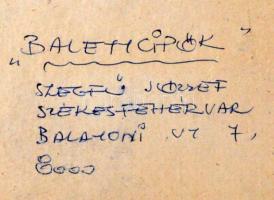 „BALETTCIPŐK”
SZEGFŰ JÓZSEF
SZÉKESFEHÉRVÁR
BALATONI ÚT 7,
8000